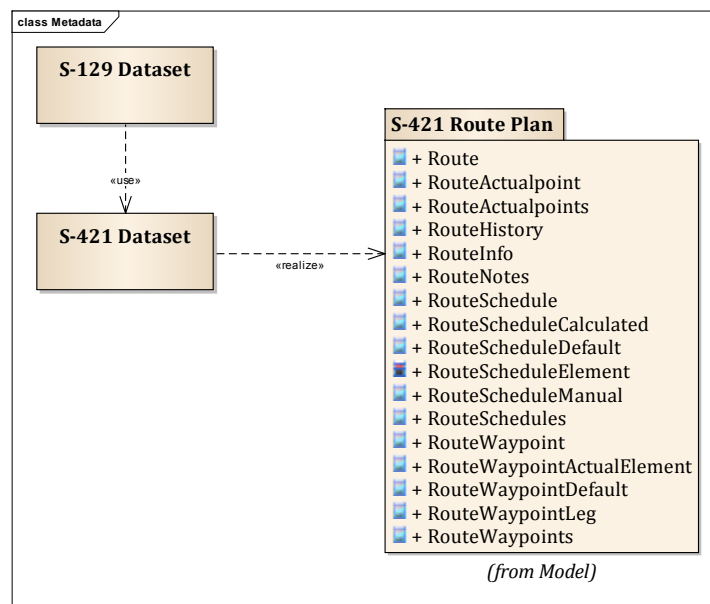 class Metadata
S-129 Dataset
«use»
S-421 Dataset
«realize»
S-421 Route Plan
+ Route
+ RouteActualpoint
+ RouteActualpoints
+ RouteHistory
+ RouteInfo
+ RouteNotes
+ RouteSchedule
+ RouteScheduleCalculated
+ RouteScheduleDefault
+ RouteScheduleElement
+ RouteScheduleManual
+ RouteSchedules
+ RouteWaypoint
+ RouteWaypointActualElement
+ RouteWaypointDefault
+ RouteWaypointLeg
+ RouteWaypoints
(from Model)